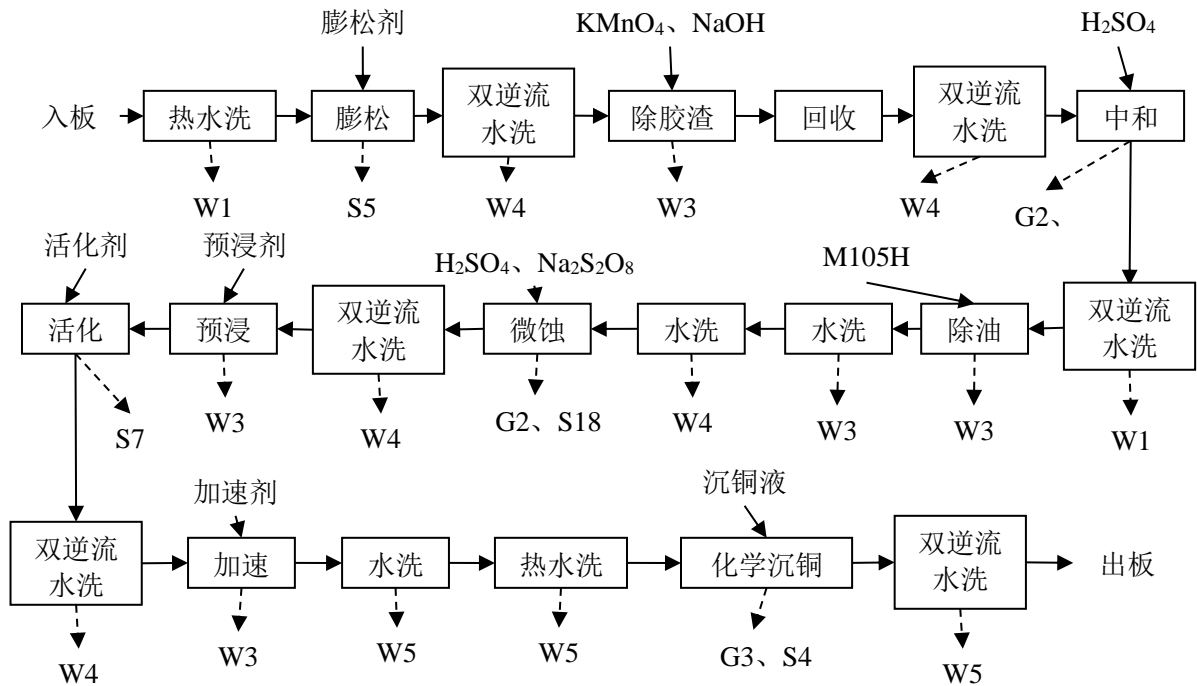 膨松剂
KMnO₄、NaOH
H₂SO₄
入板
热水洗
膨松
双逆流
水洗
除胶渣
回收
双逆流
水洗
中和
W1
S5
W4
W3
W4
G2、
活化剂
预浸剂
H₂SO₄、Na₂S₂O₈
M105H
活化
预浸
双逆流
水洗
微蚀
水洗
水洗
除油
双逆流
水洗
S7
W3
W4
G2、S18
W4
W3
W3
W1
加速剂
沉铜液
双逆流
水洗
加速
水洗
热水洗
化学沉铜
双逆流
水洗
出板
W4
W3
W5
W5
G3、S4
W5